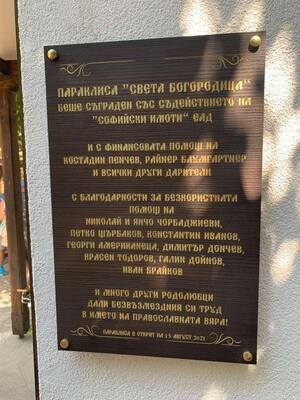 ПАРАКЛИСА "СВЕТА БОГОРОДИЦА"
БЕШЕ СЪГРАДЕН СЪС СЪДЕЙСТВИЕТО НА
"СОФИЙСКИ ИМОТИ" ЕАД
И С ФИНАНСОВАТА ПОМОЩ НА
КОСТАДИН ПЕНЧЕВ, РАЙНЕР БАУМГАРТНЕР
И ВСИЧКИ ДРУГИ ДАРИТЕЛИ
С БЛАГОДАРНОСТИ ЗА БЕЗКОРИСТНАТА
ПОМОЩ НА
НИКОЛАЙ И ЯНЧО ЧОРБАДЖИЕВИ,
ПЕТКО ЩЪРБАКОВ, КОНСТАНТИН ИВАНОВ,
ГЕОРГИ АМЕРИКАНЕЦА, ДИМИТЪР ДОНЧЕВ,
КРАСЕН ТОДОРОВ, ГАЛИН ДОЙНОВ,
ИВАН БРАЙКОВ
И МНОГО ДРУГИ РОДОЛЮБЦИ
ДАЛИ БЕЗВЪЗМЕЗДНИЯ СИ ТРУД
В ИМЕТО НА ПРАВОСЛАВНАТА ВЯРА!
ПАРАКЛИСА Е ОТКРИТ НА 15 АВГУСТ 2021